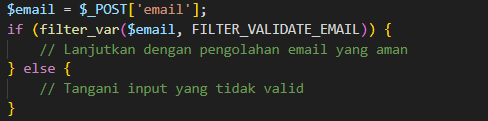 $email = $_POST['email'];
if (filter_var($email, FILTER_VALIDATE_EMAIL)) {
    // Lanjutkan dengan pengolahan email yang aman
} else {
    // Tangani input yang tidak valid
}